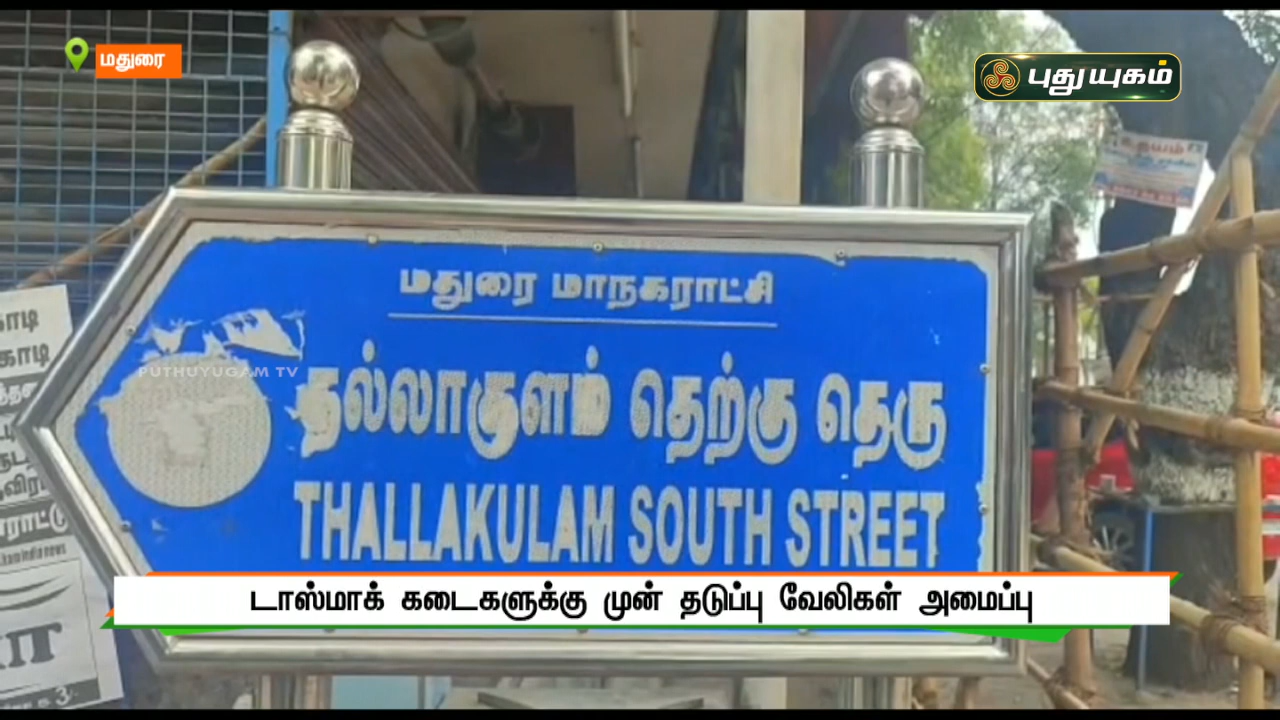 மதுரை
புதுயுகம்
மதுரை மாநகராட்சி
PUTHUYUGAM TV
தல்லாகுளம் தெற்கு தெரு
THALLAKULAM SOUTH STREET
டாஸ்மாக் கடைகளுக்கு முன் தடுப்பு வேலிகள் அமைப்பு